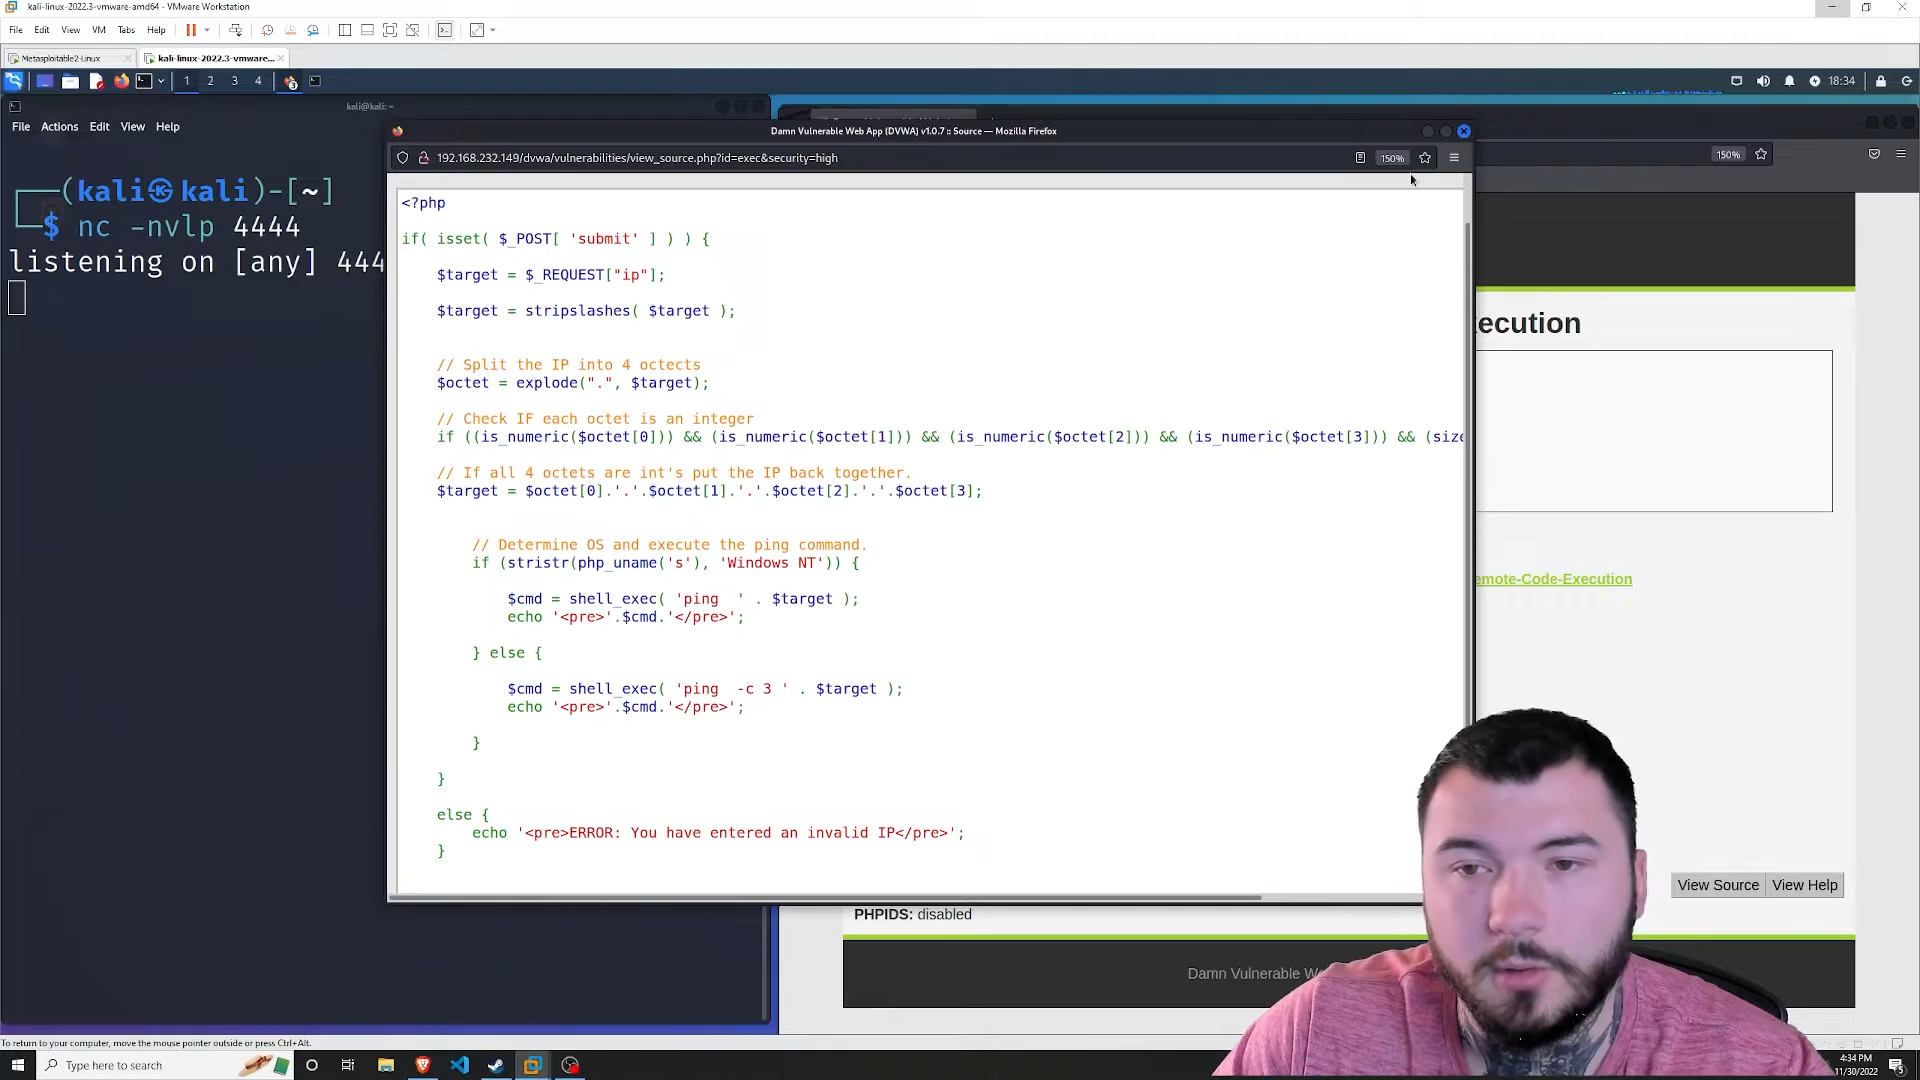 kali-linux-2022.3-vmware-amd64 - VMware Workstation
File Edit View VM Tabs Help
Metasploitable2-Linux
kali-linux-2022.3-vmware...
1 2 3 4
18:34
kali@kali: ~
File Actions Edit View Help
Damn Vulnerable Web App (DVWA) v1.0.7 :: Source — Mozilla Firefox
192.168.232.149/dvwa/vulnerabilities/view_source.php?id=exec&security=high
150%
150%
(kali㉿kali)-[~]
$ nc -nvlp 4444
listening on [any] 444
<?php
if( isset( $_POST[ 'submit' ] ) ) {
$target = $_REQUEST["ip"];
$target = stripslashes( $target );
// Split the IP into 4 octects
$octet = explode(".", $target);
// Check IF each octet is an integer
if ((is_numeric($octet[0])) && (is_numeric($octet[1])) && (is_numeric($octet[2])) && (is_numeric($octet[3])) && (size
// If all 4 octets are int's put the IP back together.
$target = $octet[0].'.'.$octet[1].'.'.$octet[2].'.'.$octet[3];
// Determine OS and execute the ping command.
if (stristr(php_uname('s'), 'Windows NT')) {
$cmd = shell_exec( 'ping  ' . $target );
echo '<pre>'.$cmd.'</pre>';
} else {
$cmd = shell_exec( 'ping  -c 3 ' . $target );
echo '<pre>'.$cmd.'</pre>';
}
}
else {
echo '<pre>ERROR: You have entered an invalid IP</pre>';
}
ecution
emote-Code-Execution
View Source View Help
PHPIDS: disabled
Damn Vulnerable W
To return to your computer, move the mouse pointer outside or press Ctrl+Alt.
Type here to search
4:34 PM
11/30/2022
5